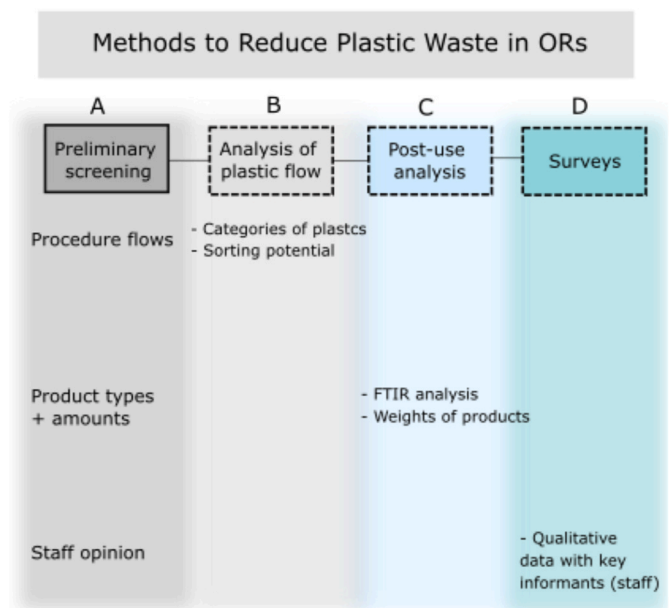 Methods to Reduce Plastic Waste in ORs
A
B
C
D
Preliminary
screening
Analysis of
plastic flow
Post-use
analysis
Surveys
Procedure flows
- Categories of plastcs
- Sorting potential
Product types
+ amounts
- FTIR analysis
- Weights of products
Staff opinion
- Qualitative
data with key
informants (staff)